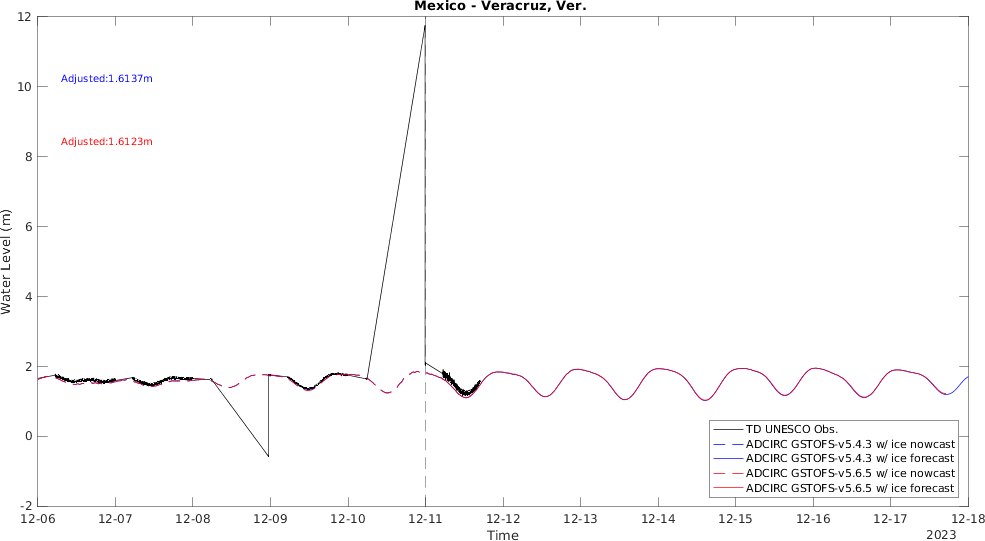 Mexico - Veracruz, Ver.
12
10
8
6
4
2
0
-2
Water Level (m)
Adjusted:1.6137m
Adjusted:1.6123m
TD UNESCO Obs.
ADCIRC GSTOFS-v5.4.3 w/ ice nowcast
ADCIRC GSTOFS-v5.4.3 w/ ice forecast
ADCIRC GSTOFS-v5.6.5 w/ ice nowcast
ADCIRC GSTOFS-v5.6.5 w/ ice forecast
12-06 12-07 12-08 12-09 12-10 12-11 12-12 12-13 12-14 12-15 12-16 12-17 12-18
Time
2023